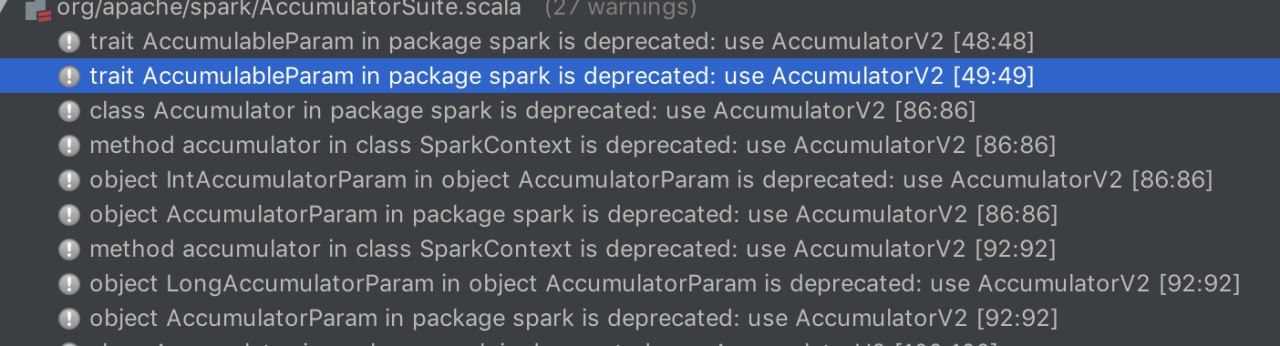 org/apache/spark/AccumulatorSuite.scala (27 warnings)
trait AccumulableParam in package spark is deprecated: use AccumulatorV2 [48:48]
trait AccumulableParam in package spark is deprecated: use AccumulatorV2 [49:49]
class Accumulator in package spark is deprecated: use AccumulatorV2 [86:86]
method accumulator in class SparkContext is deprecated: use AccumulatorV2 [86:86]
object IntAccumulatorParam in object AccumulatorParam is deprecated: use AccumulatorV2 [86:86]
object AccumulatorParam in package spark is deprecated: use AccumulatorV2 [86:86]
method accumulator in class SparkContext is deprecated: use AccumulatorV2 [92:92]
object LongAccumulatorParam in object AccumulatorParam is deprecated: use AccumulatorV2 [92:92]
object AccumulatorParam in package spark is deprecated: use AccumulatorV2 [92:92]